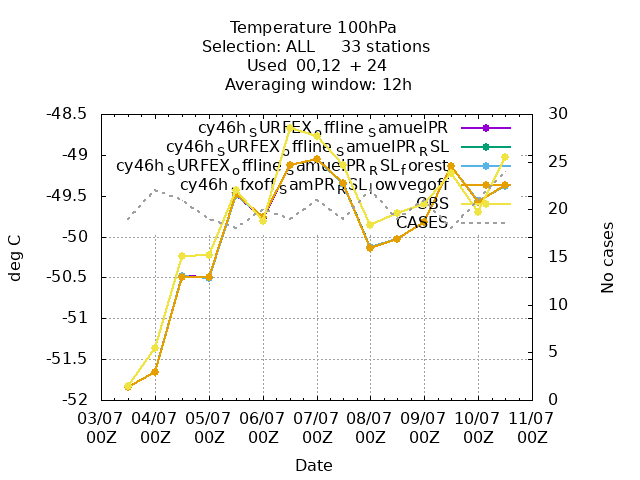 Temperature 100hPa
Selection: ALL 33 stations
Used 00,12 + 24
Averaging window: 12h
-48.5
-49
-49.5
-50
-50.5
-51
-51.5
-52
30
25
20
15
10
5
0
cy46h_SURFEX_offline_SamuelPR
cy46h_SURFEX_offline_SamuelPR_RSL
cy46h_SURFEX_offline_SamuelPR_RSL_forest
cy46h_sfxoff_SamPR_RSL_lowvegoff
OBS
CASES
deg C
No cases
03/07 04/07 05/07 06/07 07/07 08/07 09/07 10/07 11/07
00Z 00Z 00Z 00Z 00Z 00Z 00Z 00Z 00Z
Date